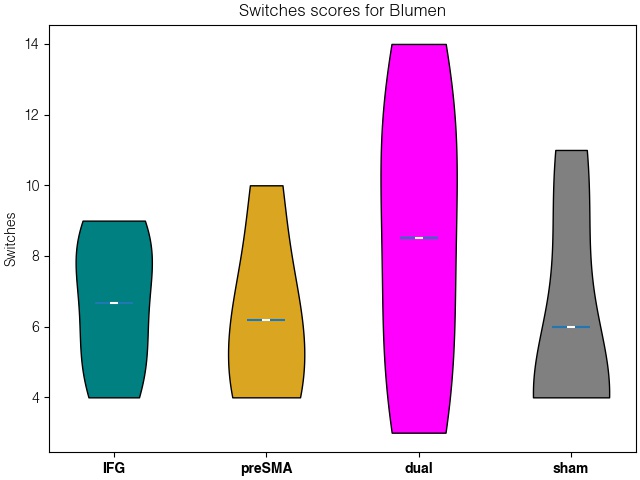 Switches scores for Blumen
14
12
10
8
6
4
Switches
IFG
preSMA
dual
sham